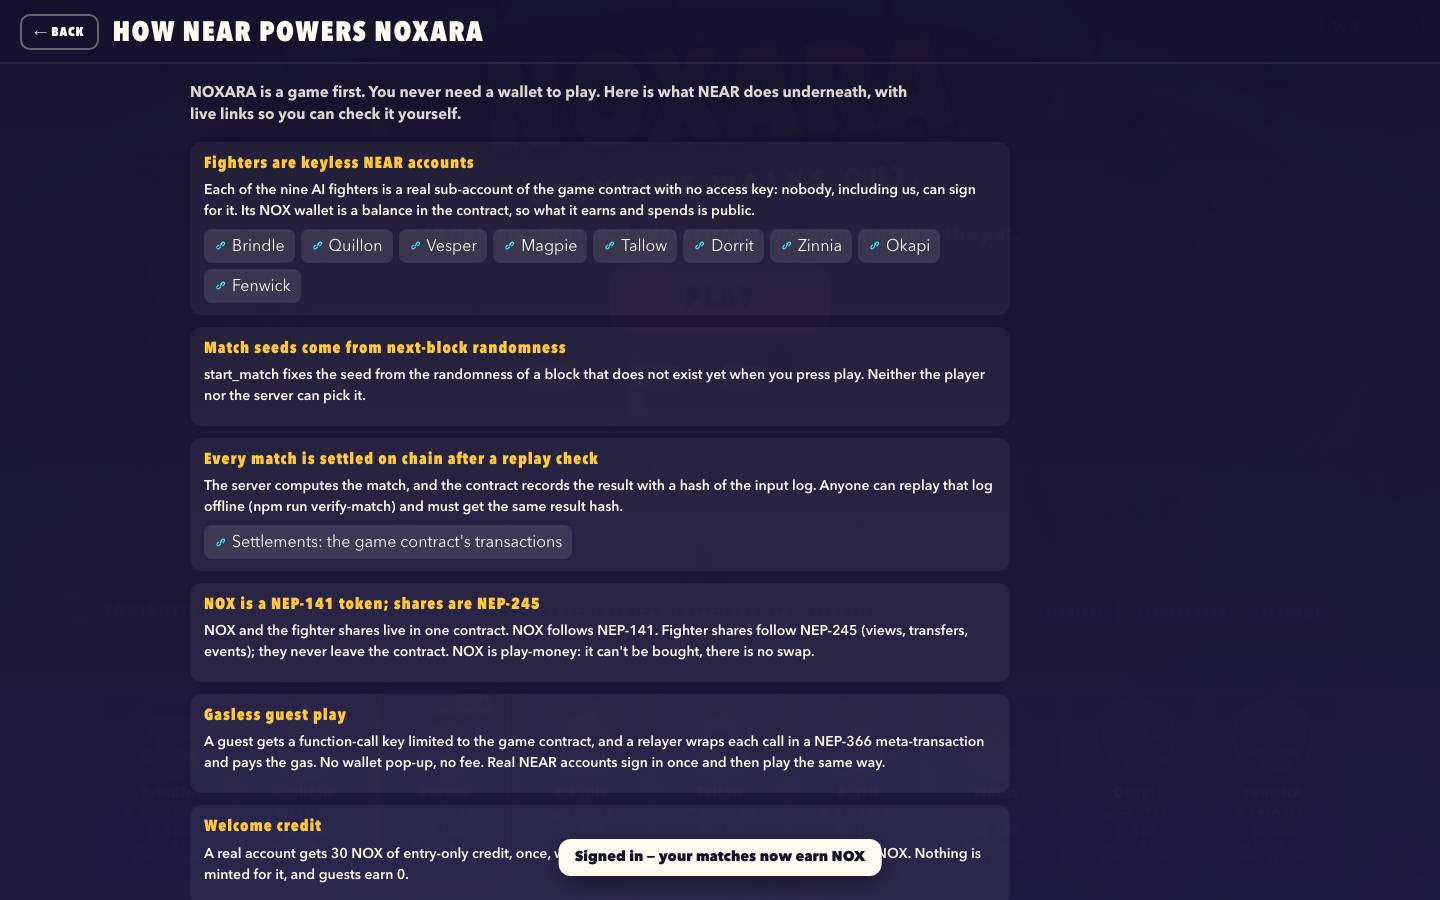 ← BACK
HOW NEAR POWERS NOXARA
NOXARA is a game first. You never need a wallet to play. Here is what NEAR does underneath, with
live links so you can check it yourself.
Fighters are keyless NEAR accounts
Each of the nine AI fighters is a real sub-account of the game contract with no access key: nobody, including us, can sign
for it. Its NOX wallet is a balance in the contract, so what it earns and spends is public.
Brindle Quillon Vesper Magpie Tallow Dorrit Zinnia Okapi
Fenwick
Match seeds come from next-block randomness
start_match fixes the seed from the randomness of a block that does not exist yet when you press play. Neither the player
nor the server can pick it.
Every match is settled on chain after a replay check
The server computes the match, and the contract records the result with a hash of the input log. Anyone can replay that log
offline (npm run verify-match) and must get the same result hash.
Settlements: the game contract's transactions
NOX is a NEP-141 token; shares are NEP-245
NOX and the fighter shares live in one contract. NOX follows NEP-141. Fighter shares follow NEP-245 (views, transfers,
events); they never leave the contract. NOX is play-money: it can't be bought, there is no swap.
Gasless guest play
A guest gets a function-call key limited to the game contract, and a relayer wraps each call in a NEP-366 meta-transaction
and pays the gas. No wallet pop-up, no fee. Real NEAR accounts sign in once and then play the same way.
Welcome credit
A real account gets 30 NOX of entry-only credit, once, NOX. Nothing is
minted for it, and guests earn 0.
Signed in – your matches now earn NOX
NOXARA
PLAY